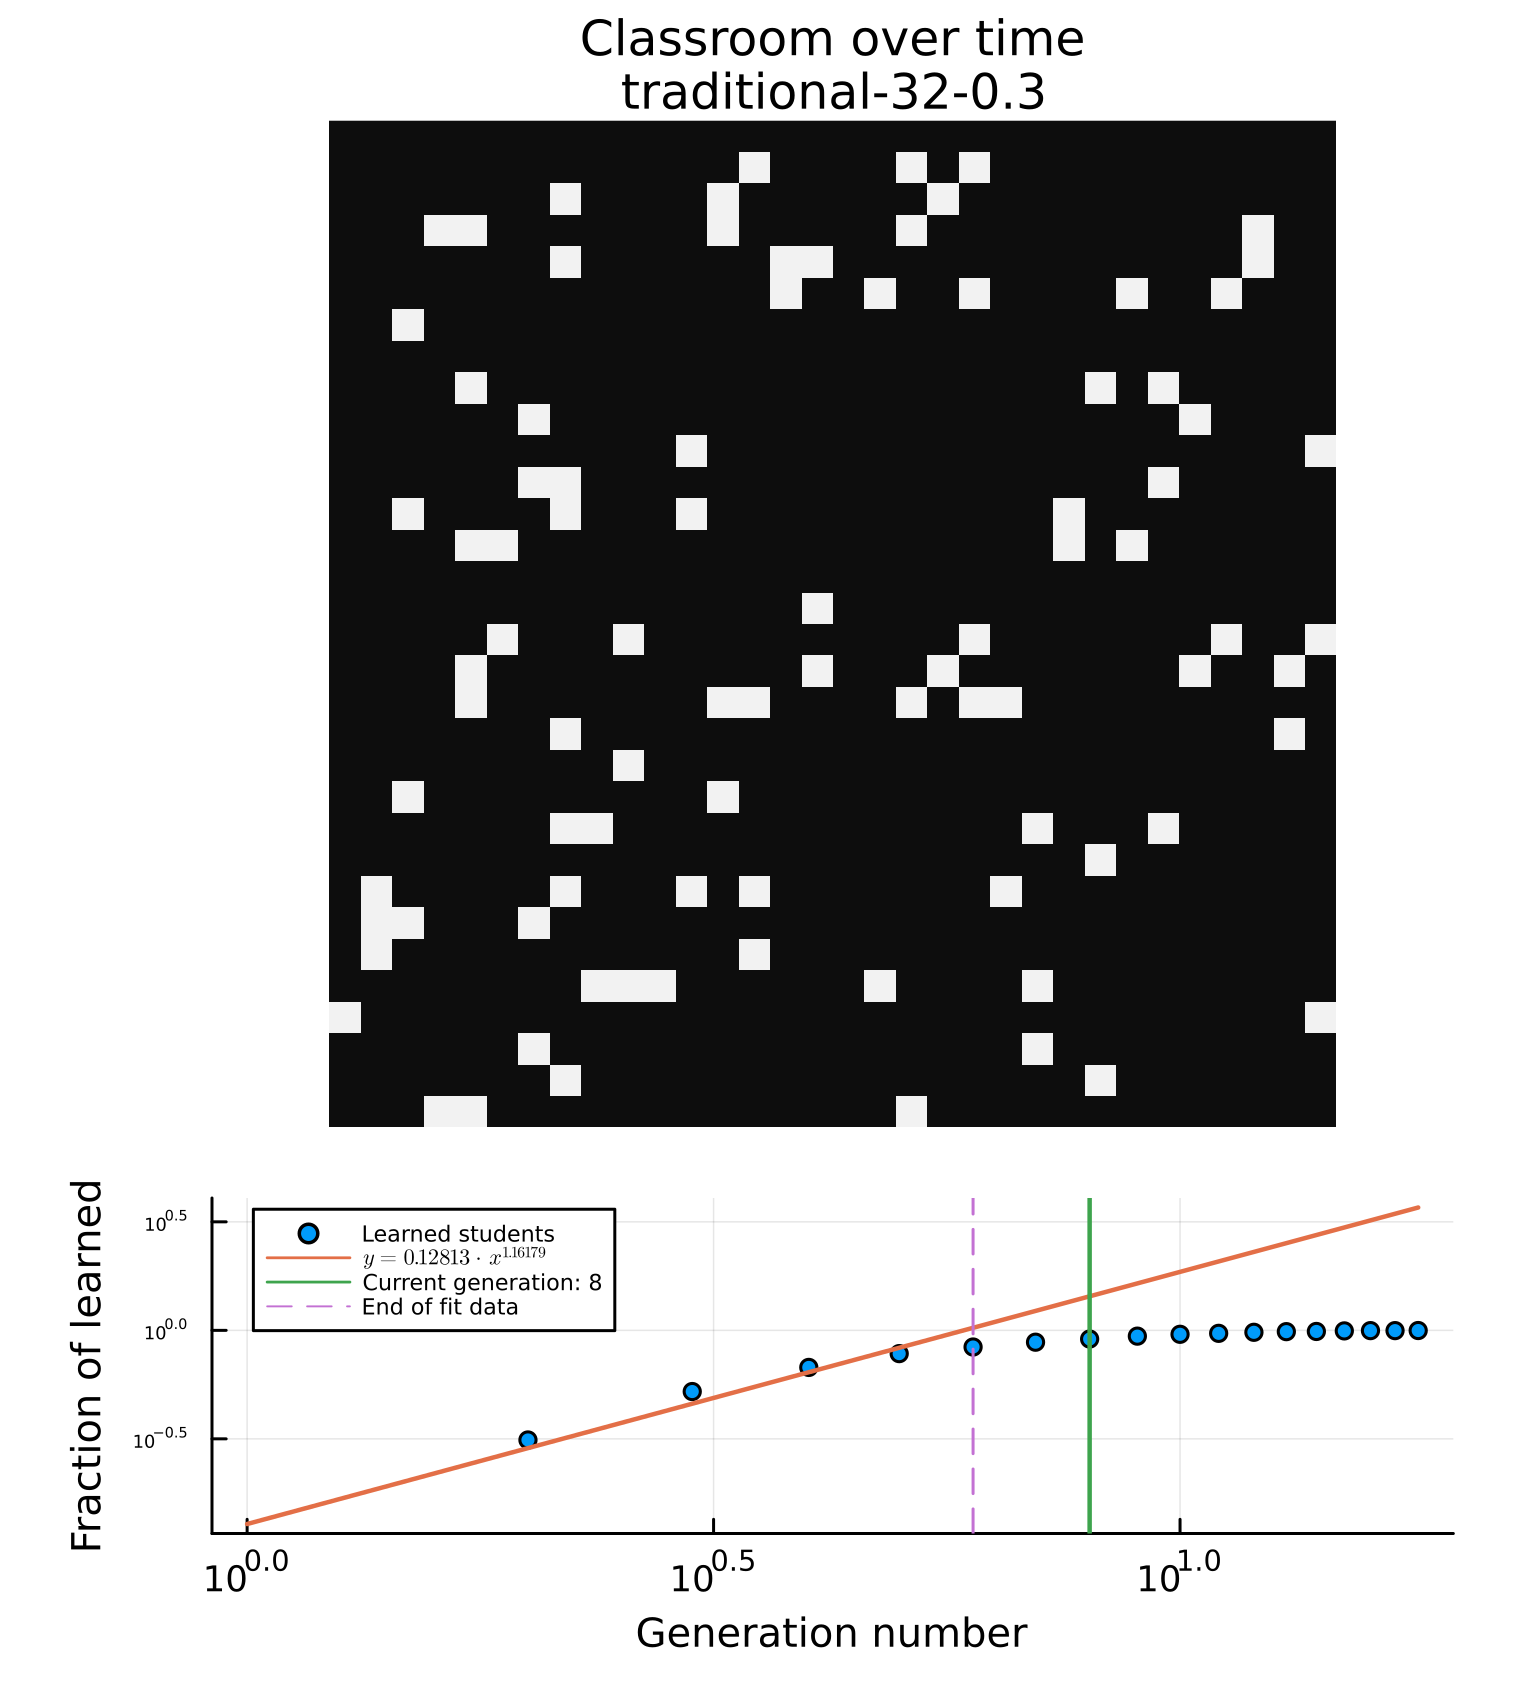 Classroom over time
traditional-32-0.3
Fraction of learned
10^0.5
10^0.0
10^−0.5
Learned students
y = 0.12813 · x^1.16179
Current generation: 8
End of fit data
10^0.0
10^0.5
10^1.0
Generation number